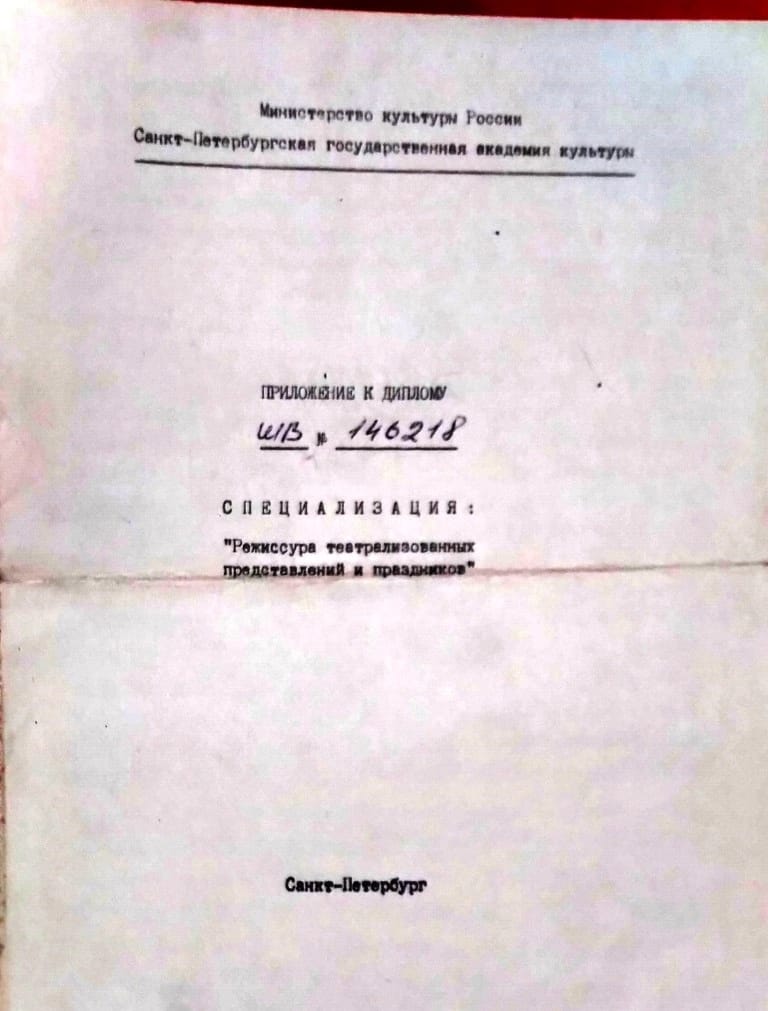 Министерство культуры России
Санкт-Петербургская государственная академия культуры
ПРИЛОЖЕНИЕ К ДИПЛОМУ
ШВ № 146218
СПЕЦИАЛИЗАЦИЯ:
"Режиссура театрализованных
представлений и праздников"
Санкт-Петербург